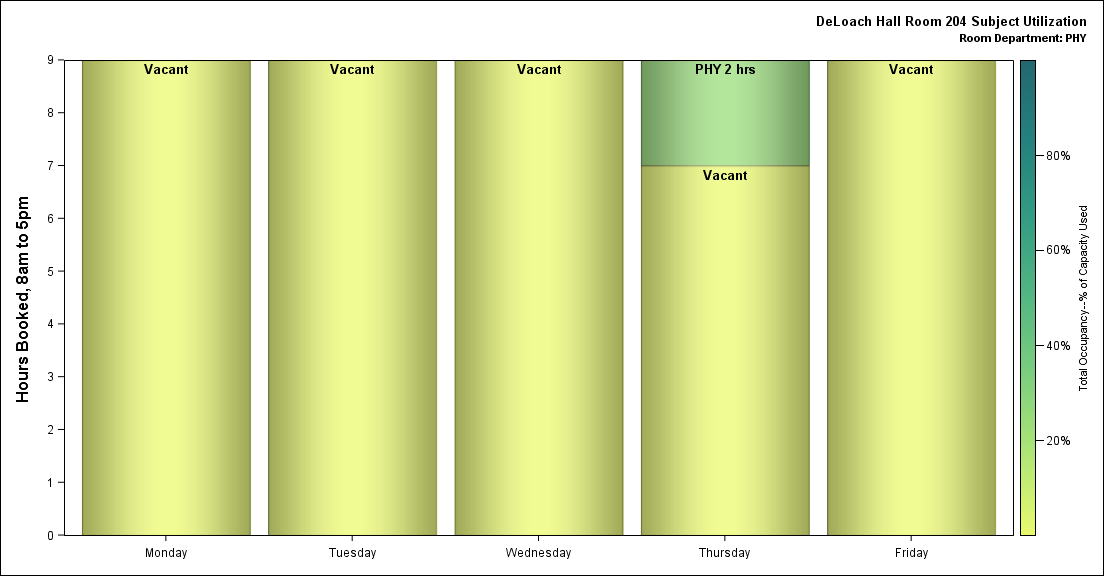 DeLoach Hall Room 204 Subject Utilization
Room Department: PHY
Hours Booked, 8am to 5pm
9
8
7
6
5
4
3
2
1
0
Vacant
Vacant
Vacant
PHY 2 hrs
Vacant
Vacant
Monday
Tuesday
Wednesday
Thursday
Friday
80%
60%
40%
20%
Total Occupancy--% of Capacity Used